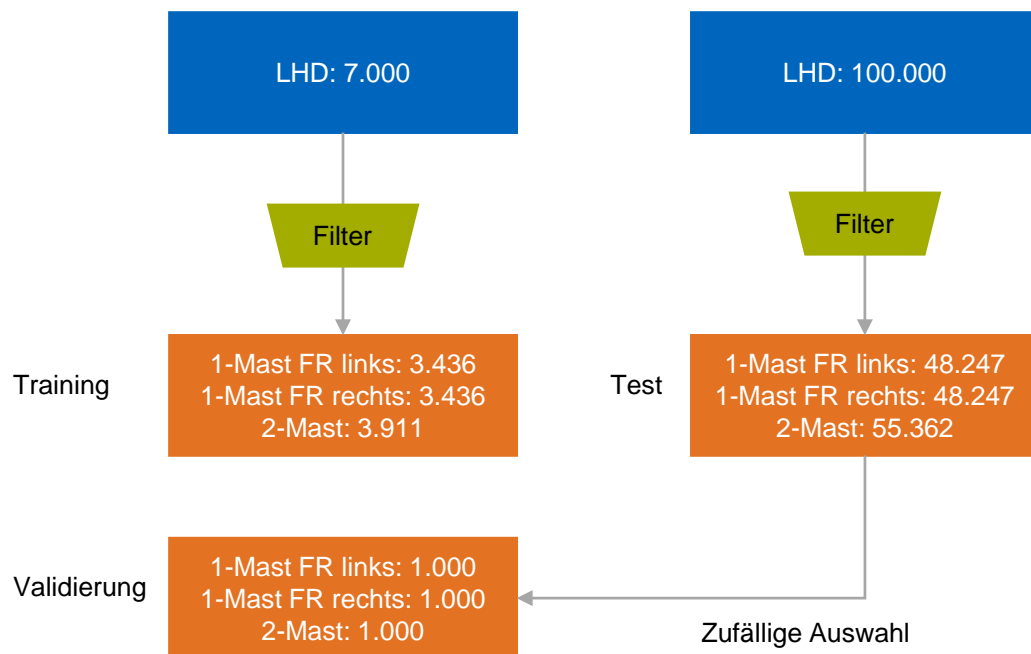 LHD: 7.000
LHD: 100.000
Filter
Filter
Training
1-Mast FR links: 3.436
1-Mast FR rechts: 3.436
2-Mast: 3.911
Test
1-Mast FR links: 48.247
1-Mast FR rechts: 48.247
2-Mast: 55.362
Validierung
1-Mast FR links: 1.000
1-Mast FR rechts: 1.000
2-Mast: 1.000
Zufällige Auswahl